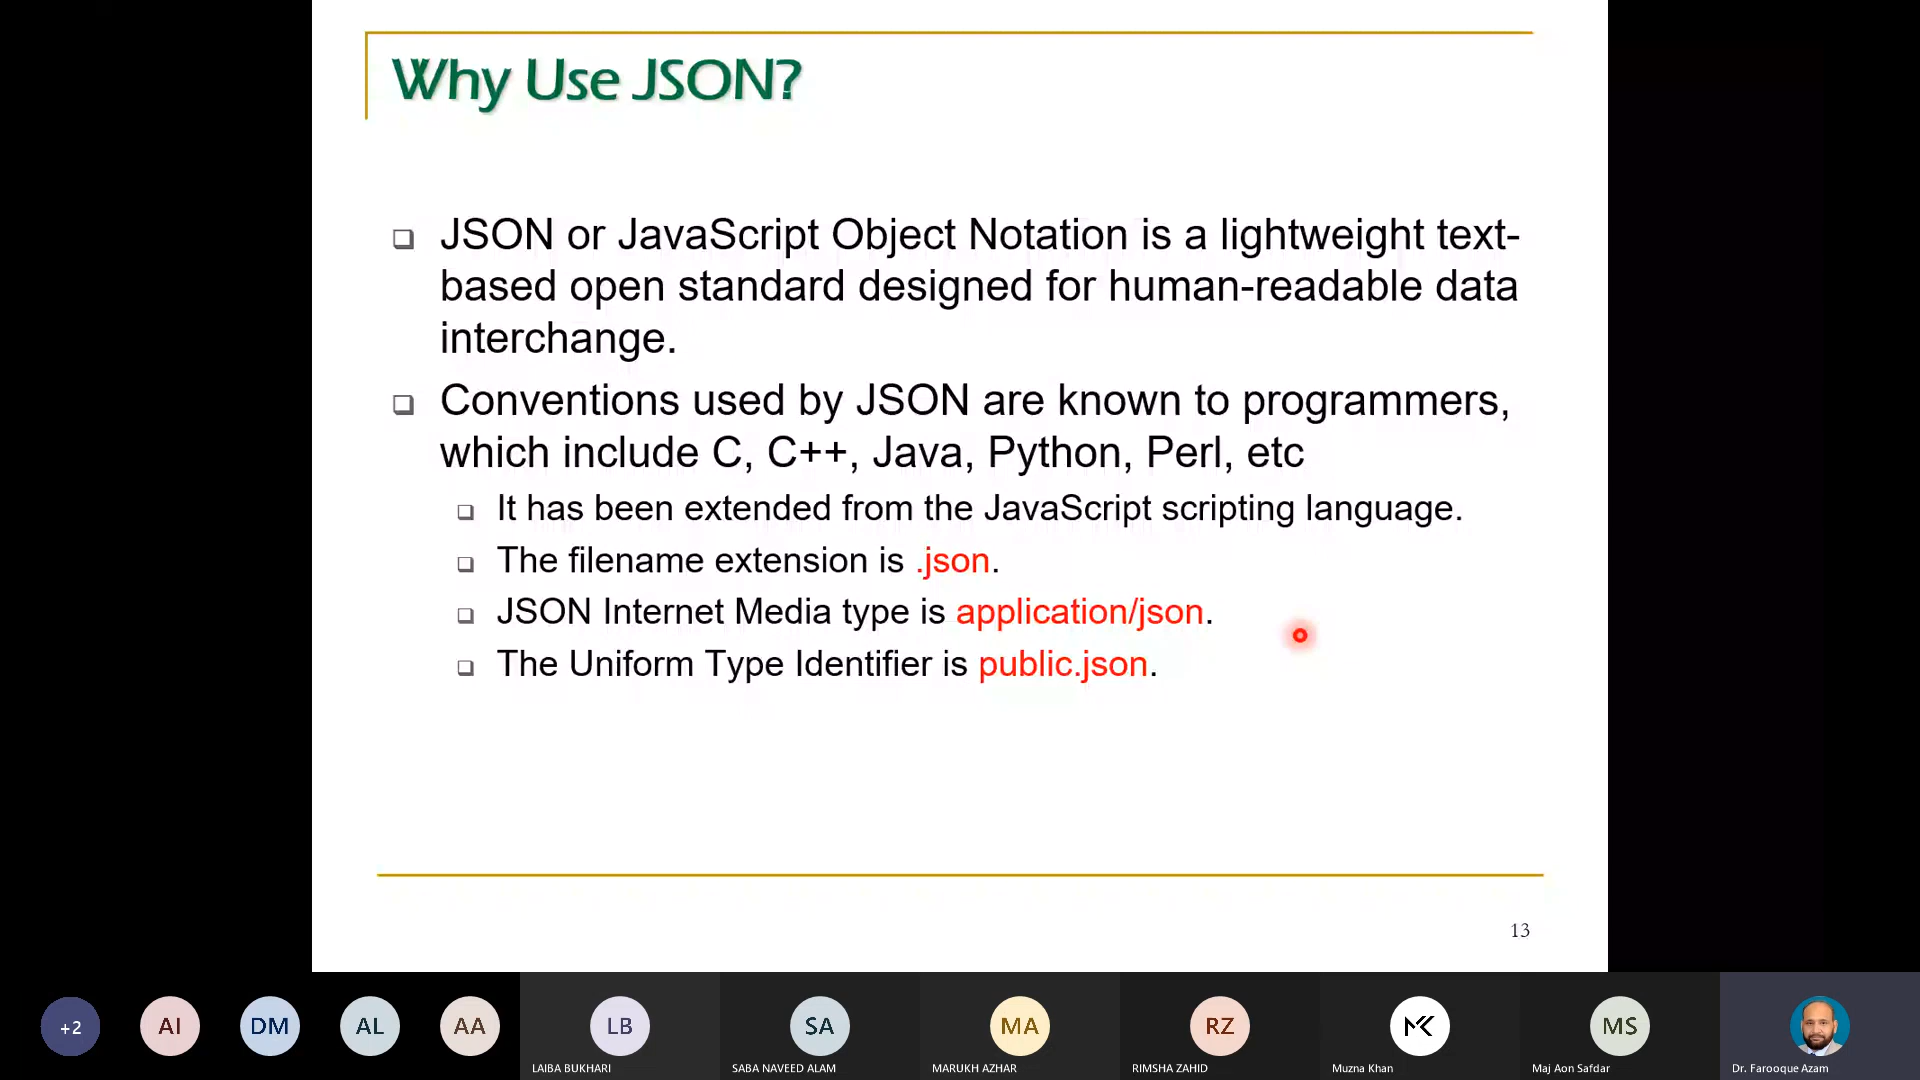 Why Use JSON?
JSON or JavaScript Object Notation is a lightweight text-
based open standard designed for human-readable data
interchange.
Conventions used by JSON are known to programmers,
which include C, C++, Java, Python, Perl, etc
It has been extended from the JavaScript scripting language.
The filename extension is .json.
JSON Internet Media type is application/json.
The Uniform Type Identifier is public.json.
13
+2
AI
DM
AL
AA
LB
SA
MA
RZ
MK
MS
LAIBA BUKHARI
SABA NAVEED ALAM
MARUKH AZHAR
RIMSHA ZAHID
Muzna Khan
Maj Aon Safdar
Dr. Farooque Azam